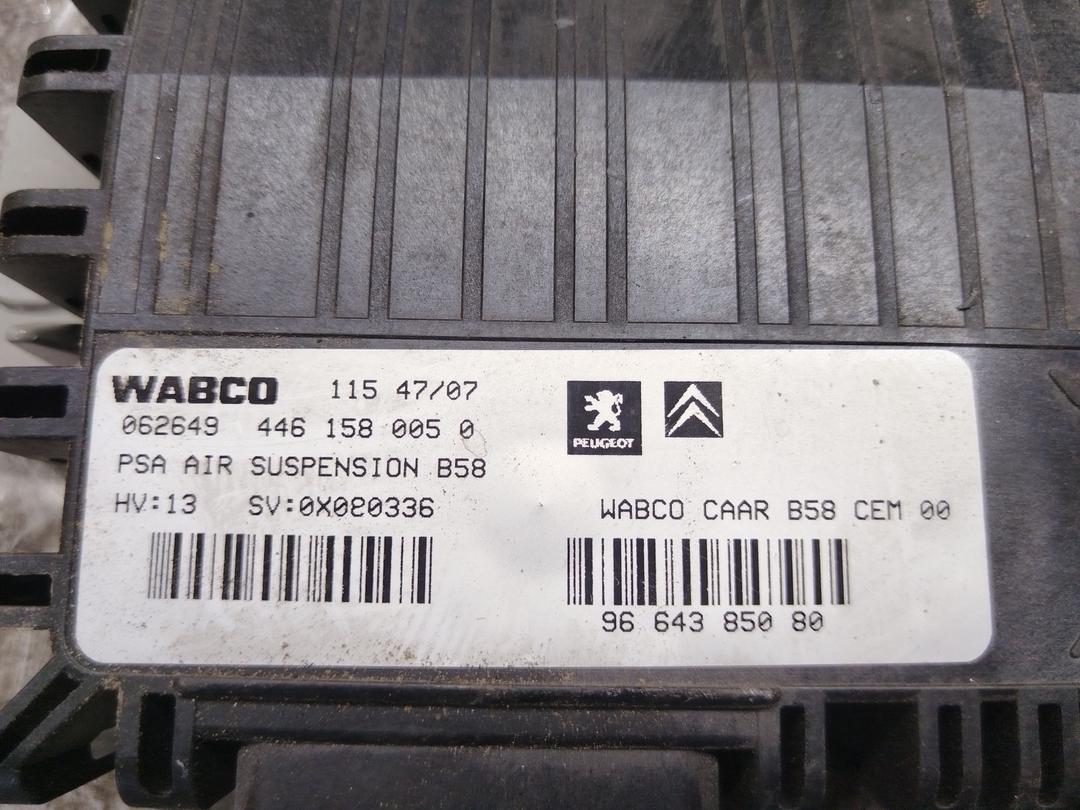 WABCO 115 47/07
062649 446 158 005 0
PSA AIR SUSPENSION B58
HV:13 SV:0X080336
PEUGEOT
WABCO CAAR B58 CEM 00
96 643 850 80